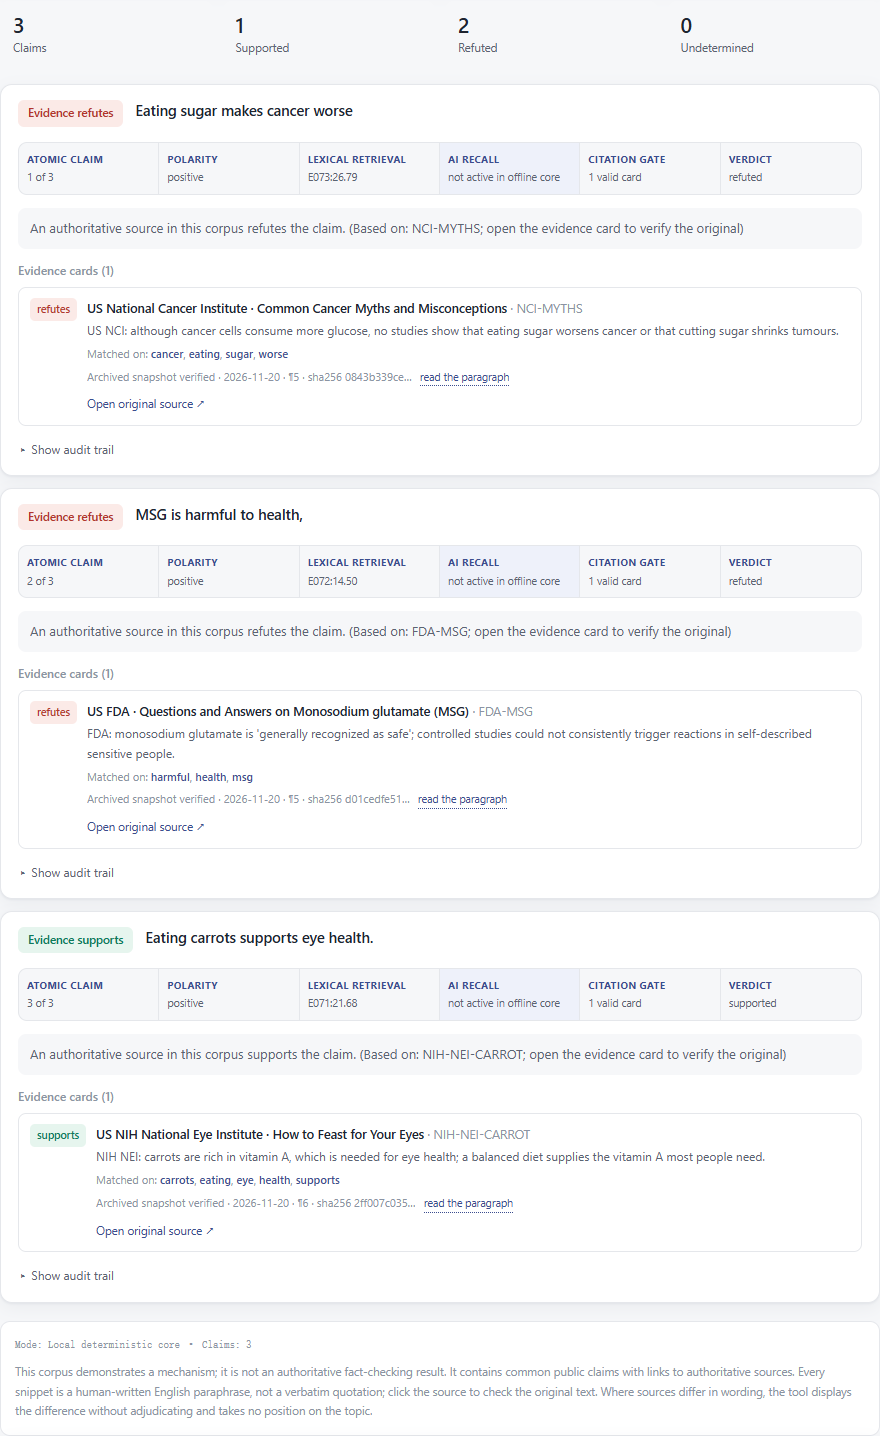 3
Claims
1
Supported
2
Refuted
0
Undetermined
Evidence refutes
Eating sugar makes cancer worse
ATOMIC CLAIM
1 of 3
POLARITY
positive
LEXICAL RETRIEVAL
E073:26.79
AI RECALL
not active in offline core
CITATION GATE
1 valid card
VERDICT
refuted
An authoritative source in this corpus refutes the claim. (Based on: NCI-MYTHS; open the evidence card to verify the original)
Evidence cards (1)
refutes
US National Cancer Institute · Common Cancer Myths and Misconceptions · NCI-MYTHS
US NCI: although cancer cells consume more glucose, no studies show that eating sugar worsens cancer or that cutting sugar shrinks tumours.
Matched on: cancer, eating, sugar, worse
Archived snapshot verified · 2026-11-20 · ¶5 · sha256 0843b339ce… read the paragraph
Open original source ↗
▸ Show audit trail
Evidence refutes
MSG is harmful to health,
ATOMIC CLAIM
2 of 3
POLARITY
positive
LEXICAL RETRIEVAL
E072:14.50
AI RECALL
not active in offline core
CITATION GATE
1 valid card
VERDICT
refuted
An authoritative source in this corpus refutes the claim. (Based on: FDA-MSG; open the evidence card to verify the original)
Evidence cards (1)
refutes
US FDA · Questions and Answers on Monosodium glutamate (MSG) · FDA-MSG
FDA: monosodium glutamate is 'generally recognized as safe'; controlled studies could not consistently trigger reactions in self-described
sensitive people.
Matched on: harmful, health, msg
Archived snapshot verified · 2026-11-20 · ¶5 · sha256 d01cedfe51… read the paragraph
Open original source ↗
▸ Show audit trail
Evidence supports
Eating carrots supports eye health.
ATOMIC CLAIM
3 of 3
POLARITY
positive
LEXICAL RETRIEVAL
E071:21.68
AI RECALL
not active in offline core
CITATION GATE
1 valid card
VERDICT
supported
An authoritative source in this corpus supports the claim. (Based on: NIH-NEI-CARROT; open the evidence card to verify the original)
Evidence cards (1)
supports
US NIH National Eye Institute · How to Feast for Your Eyes · NIH-NEI-CARROT
NIH NEI: carrots are rich in vitamin A, which is needed for eye health; a balanced diet supplies the vitamin A most people need.
Matched on: carrots, eating, eye, health, supports
Archived snapshot verified · 2026-11-20 · ¶6 · sha256 2ff007c035… read the paragraph
Open original source ↗
▸ Show audit trail
Mode: Local deterministic core · Claims: 3
This corpus demonstrates a mechanism; it is not an authoritative fact-checking result. It contains common public claims with links to authoritative sources. Every
snippet is a human-written English paraphrase, not a verbatim quotation; click the source to check the original text. Where sources differ in wording, the tool displays
the difference without adjudicating and takes no position on the topic.